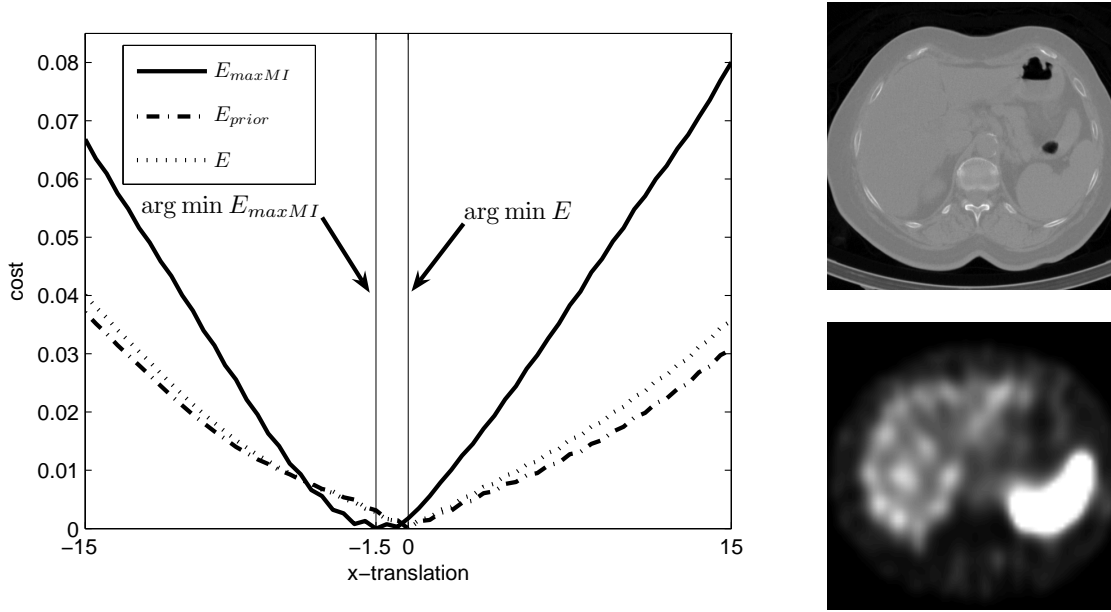 E_{maxMI}
E_{prior}
E
arg min E_{maxMI}
arg min E
0.08
0.07
0.06
0.05
0.04
0.03
0.02
0.01
0
cost
−15
−1.5
0
15
x−translation